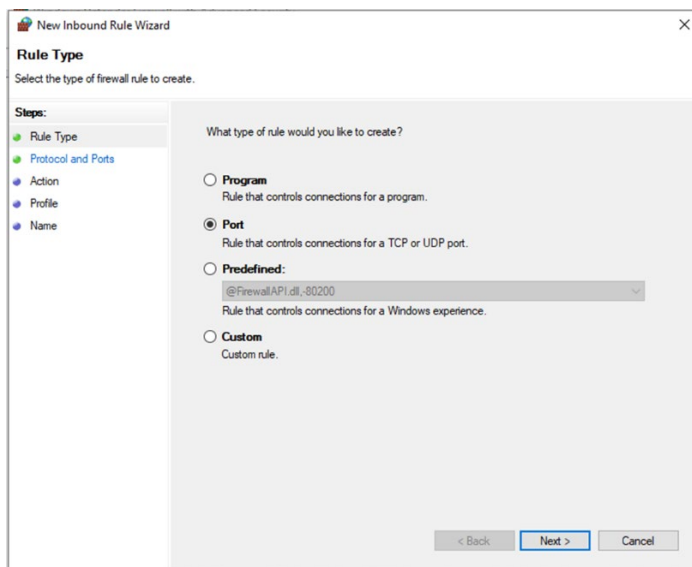 New Inbound Rule Wizard
Rule Type
Select the type of firewall rule to create.
Steps:
Rule Type
Protocol and Ports
Action
Profile
Name
What type of rule would you like to create?
Program
Rule that controls connections for a program.
Port
Rule that controls connections for a TCP or UDP port.
Predefined:
@FirewallAPI.dll,-80200
Rule that controls connections for a Windows experience.
Custom
Custom rule.
< Back Next > Cancel